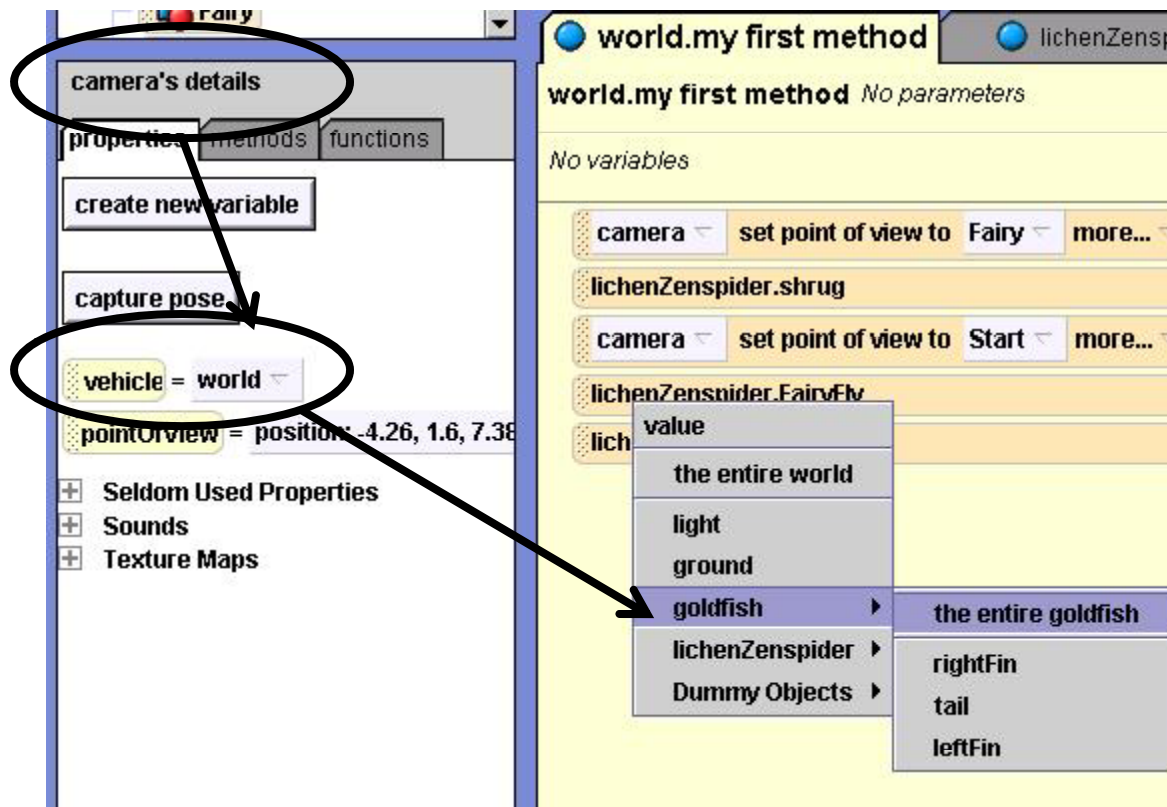 Fairy
camera's details
properties methods functions
create new variable
capture pose
vehicle = world
pointOfView = position: -4.26, 1.6, 7.38
Seldom Used Properties
Sounds
Texture Maps
world.my first method lichenZensp
world.my first method No parameters
No variables
camera set point of view to Fairy more...
lichenZenspider.shrug
camera set point of view to Start more...
lichenZenspider.FairyFly
lich
value
the entire world
light
ground
goldfish the entire goldfish
lichenZenspider rightFin
Dummy Objects tail
leftFin